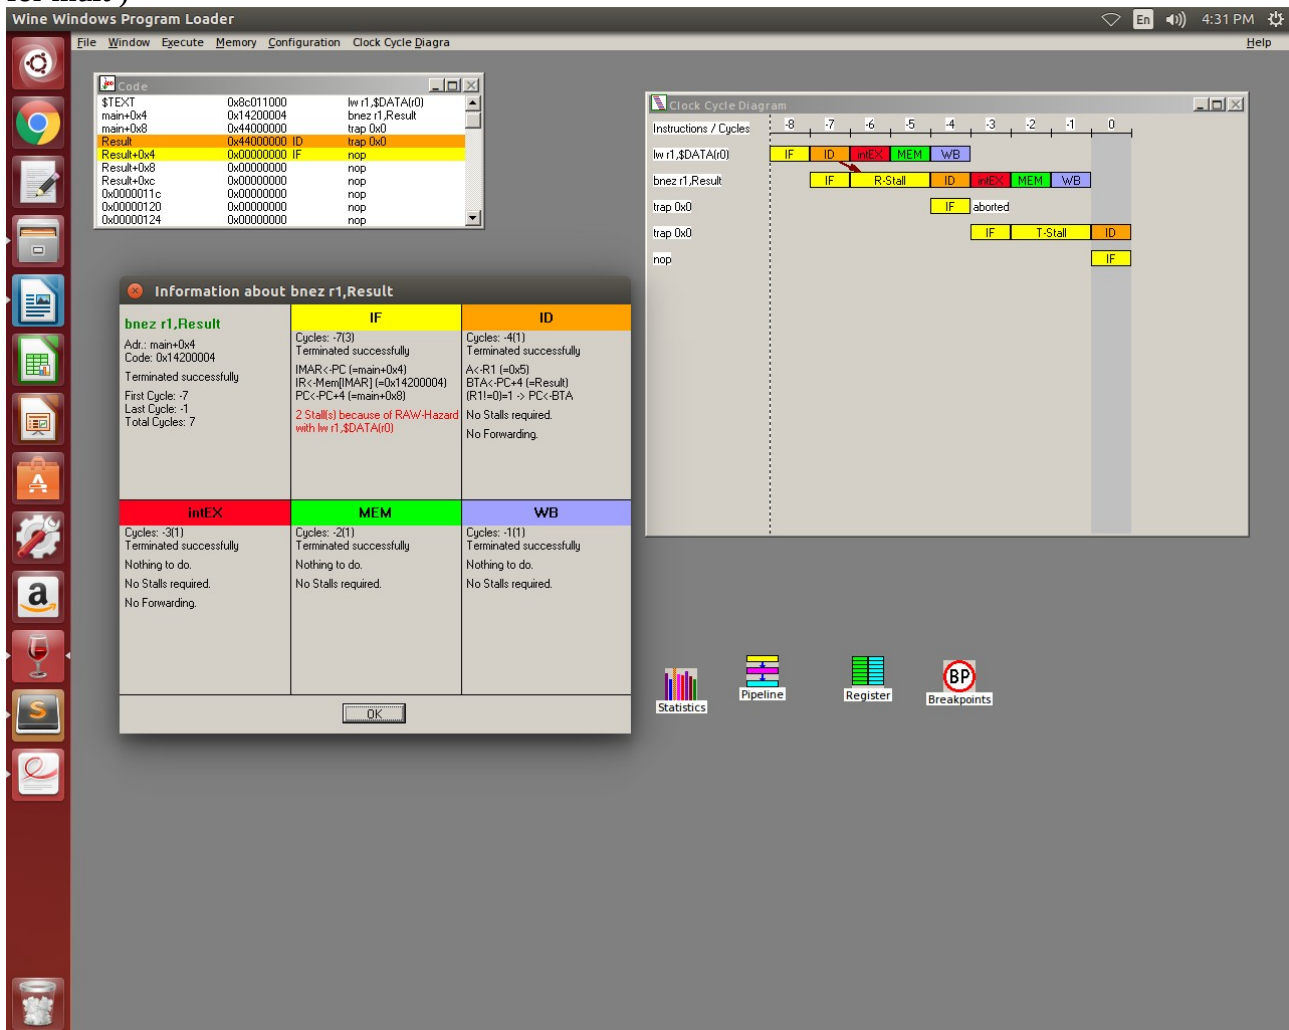 for mult )
Wine Windows Program Loader
En 4:31 PM
File Window Execute Memory Configuration Clock Cycle Diagra Help
Code
$TEXT 0x8c011000 lw r1,$DATA(r0)
main+0x4 0x14200004 bnez r1,Result
main+0x8 0x44000000 trap 0x0
Result 0x44000000 ID trap 0x0
Result+0x4 0x00000000 IF nop
Result+0x8 0x00000000 nop
Result+0xc 0x00000000 nop
0x0000011c 0x00000000 nop
0x00000120 0x00000000 nop
0x00000124 0x00000000 nop
Clock Cycle Diagram
Instructions / Cycles -8 -7 -6 -5 -4 -3 -2 -1 0
lw r1,$DATA(r0) IF ID intEX MEM WB
bnez r1,Result IF R-Stall ID intEX MEM WB
trap 0x0 IF aborted
trap 0x0 IF T-Stall ID
nop IF
Information about bnez r1,Result
bnez r1,Result
Adr.: main+0x4
Code: 0x14200004
Terminated successfully
First Cycle: -7
Last Cycle: -1
Total Cycles: 7
IF
Cycles: -7(3)
Terminated successfully
IMAR<-PC (=main+0x4)
IR<-Mem[IMAR] (=0x14200004)
PC<-PC+4 (=main+0x8)
2 Stall(s) because of RAW-Hazard
with lw r1,$DATA(r0)
ID
Cycles: -4(1)
Terminated successfully
A<-R1 (=0x5)
BTA<-PC+4 (=Result)
(R1!=0)=1 -> PC<-BTA
No Stalls required.
No Forwarding.
intEX
Cycles: -3(1)
Terminated successfully
Nothing to do.
No Stalls required.
No Forwarding.
MEM
Cycles: -2(1)
Terminated successfully
Nothing to do.
No Stalls required.
WB
Cycles: -1(1)
Terminated successfully
Nothing to do.
No Stalls required.
OK
Statistics
Pipeline
Register
BP
Breakpoints